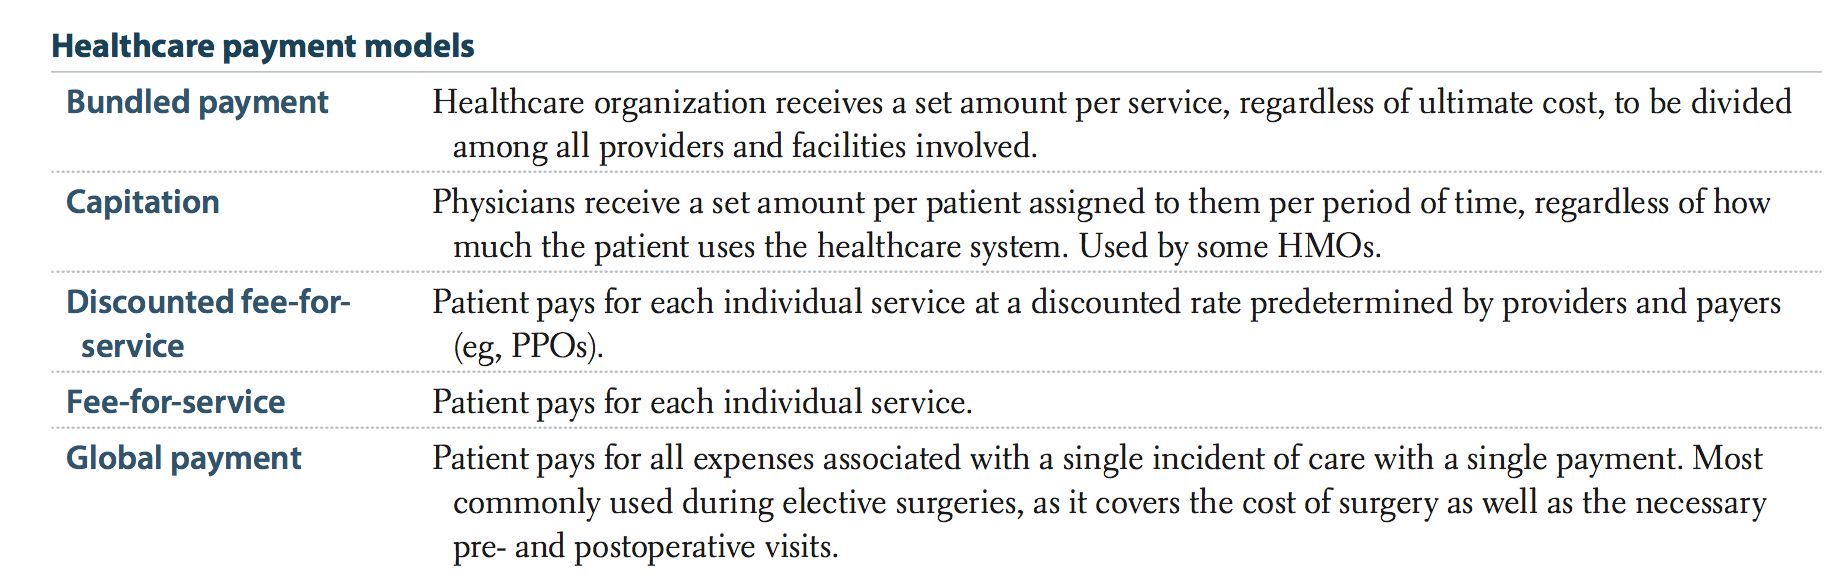 Healthcare payment models
Bundled payment Healthcare organization receives a set amount per service, regardless of ultimate cost, to be divided
among all providers and facilities involved.
Capitation Physicians receive a set amount per patient assigned to them per period of time, regardless of how
much the patient uses the healthcare system. Used by some HMOs.
Discounted fee-for- Patient pays for each individual service at a discounted rate predetermined by providers and payers
service (eg, PPOs).
Fee-for-service Patient pays for each individual service.
Global payment Patient pays for all expenses associated with a single incident of care with a single payment. Most
commonly used during elective surgeries, as it covers the cost of surgery as well as the necessary
pre- and postoperative visits.